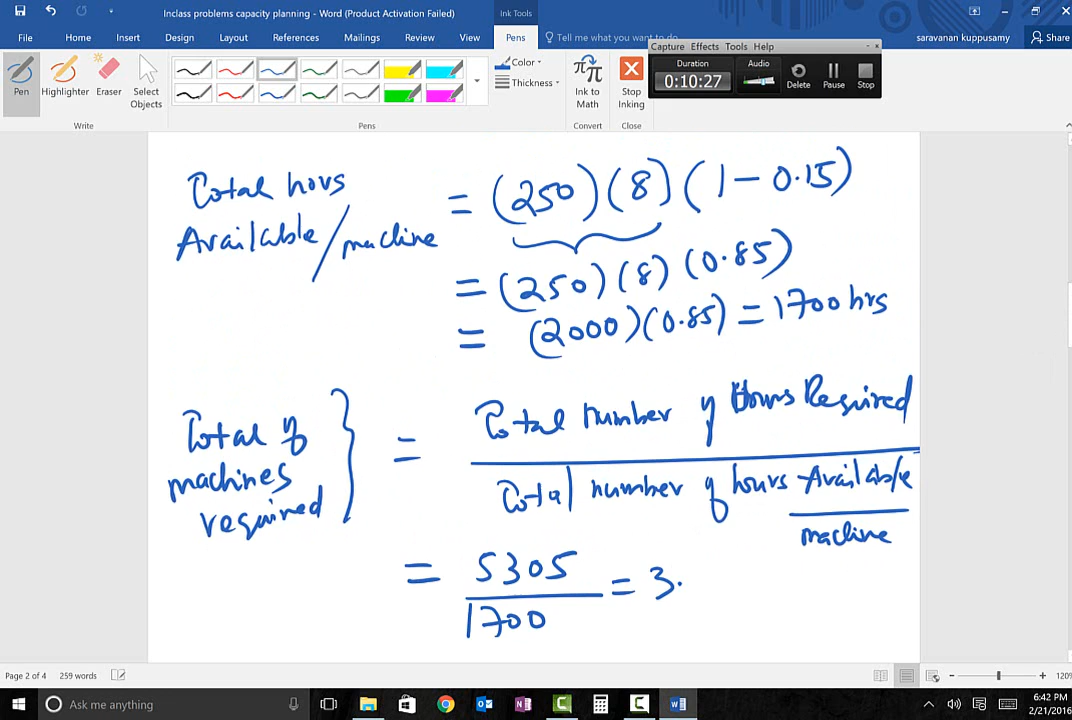 Inclass problems capacity planning - Word (Product Activation Failed)
Ink Tools
File Home Insert Design Layout References Mailings Review View Pens Tell me what you want to do... saravanan kuppusamy Share
Capture Effects Tools Help
Duration
0:10:27
Audio
Delete Pause Stop
Pen Highlighter Eraser Select Objects
Color
Thickness
Ink to Math
Stop Inking
Write Pens Convert Close
Total hovs = (250) (8) (1 - 0.15)
Available/machine
= (250) (8) (0.85)
= (2000) (0.85) = 1700 hrs
Total of machines required } = Total number of Hours Required
Total number of hours Available
machine
= 5305 = 3.
1700
Page 2 of 4 259 words 120%
Ask me anything
6:42 PM
2/21/2016